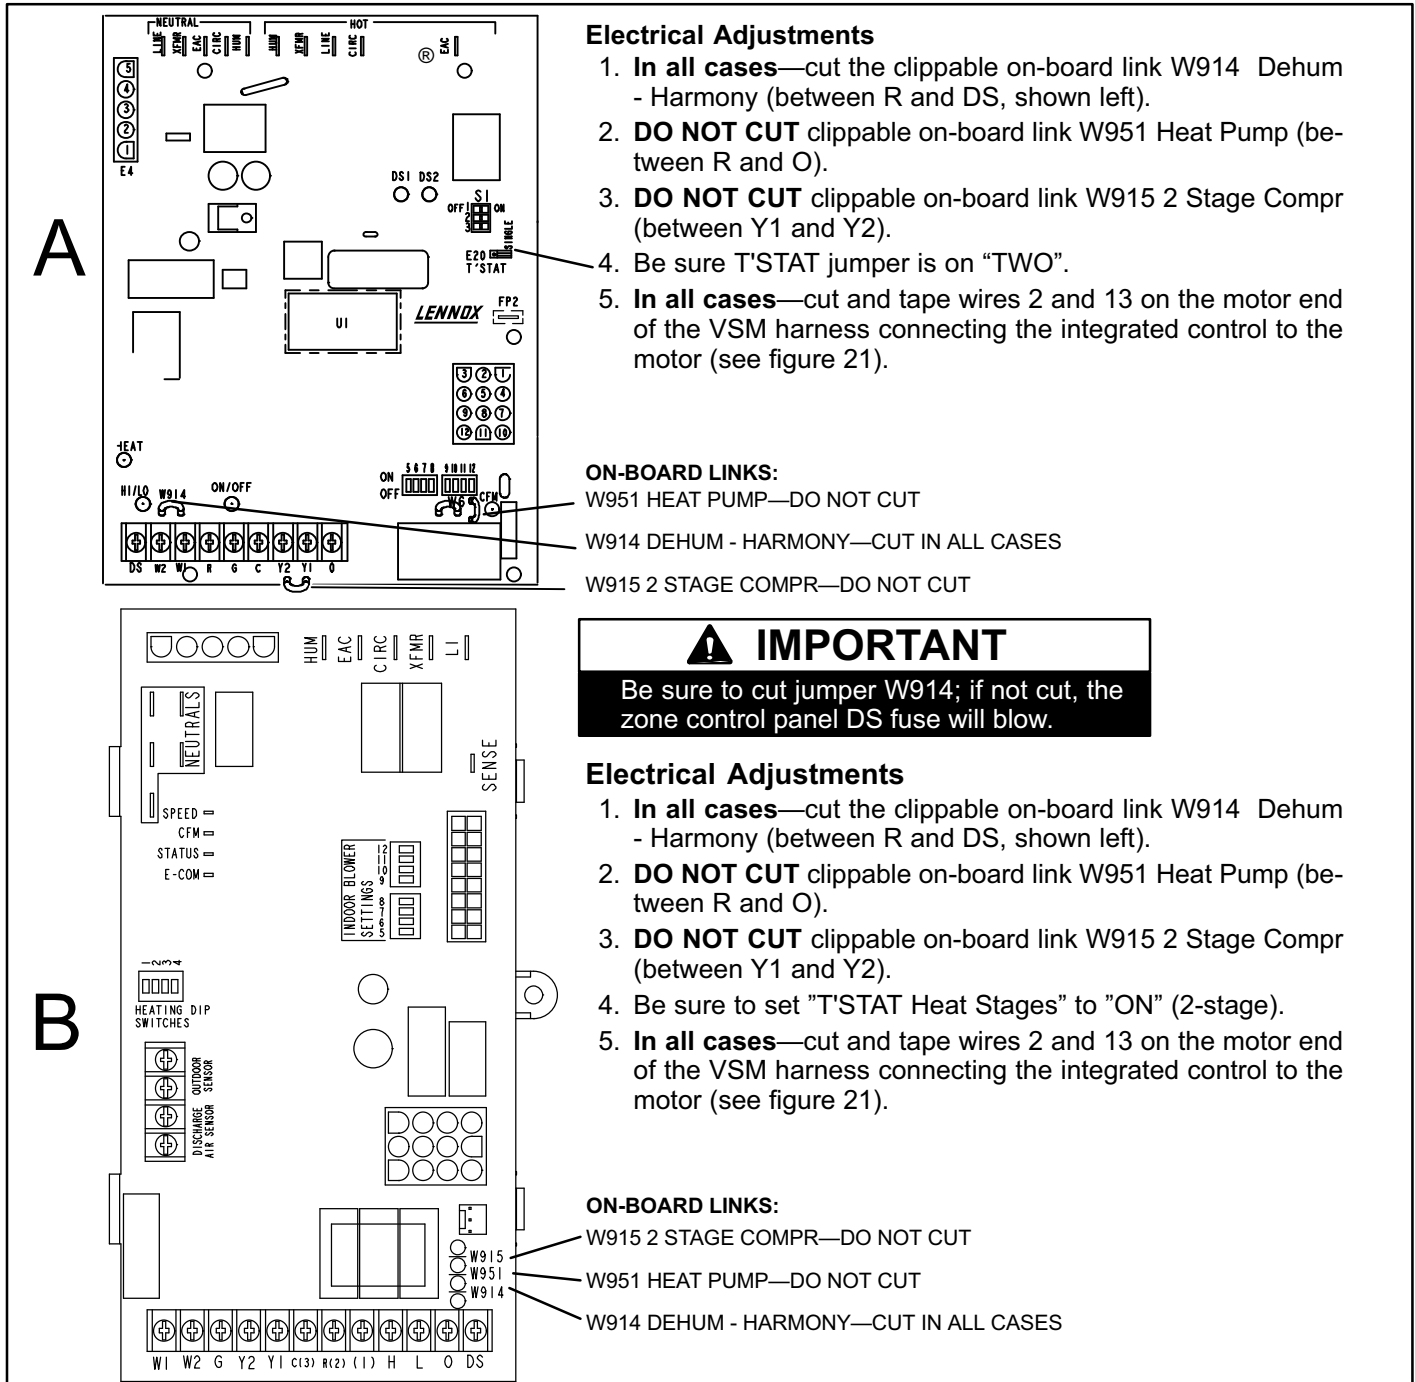 NEUTRAL
HOT
LINE
XFMR
EAC
CIRC
HUM
HUM
XFMR
LINE
CIRC
®
EAC
5
4
3
2
1
E4
DS1 DS2
S1
OFF 1 ON
2
3
SINGLE
E20
T'STAT
A
U1
LENNOX
FP2
3 2 1
6 5 4
9 8 7
12 11 10
HEAT
HI/LO
W914
ON/OFF
ON
OFF
5 6 7 8
9 10 11 12
CFM
DS W2 W1 R G C Y2 Y1 O
Electrical Adjustments
1. In all cases—cut the clippable on-board link W914 Dehum
- Harmony (between R and DS, shown left).
2. DO NOT CUT clippable on-board link W951 Heat Pump (be-
tween R and O).
3. DO NOT CUT clippable on-board link W915 2 Stage Compr
(between Y1 and Y2).
4. Be sure T'STAT jumper is on “TWO”.
5. In all cases—cut and tape wires 2 and 13 on the motor end
of the VSM harness connecting the integrated control to the
motor (see figure 21).
ON-BOARD LINKS:
W951 HEAT PUMP—DO NOT CUT
W914 DEHUM - HARMONY—CUT IN ALL CASES
W915 2 STAGE COMPR—DO NOT CUT
IMPORTANT
Be sure to cut jumper W914; if not cut, the
zone control panel DS fuse will blow.
HUM
EAC
CIRC
XFMR
LI
NEUTRALS
SENSE
SPEED
CFM
STATUS
E-COM
INDOOR BLOWER
SETTINGS
12
11
10
9
8
7
6
5
1 2 3 4
HEATING DIP
SWITCHES
B
OUTDOOR
SENSOR
DISCHARGE
AIR SENSOR
W915
W951
W914
W1 W2 G Y2 Y1 C(3) R(2) (1) H L O DS
Electrical Adjustments
1. In all cases—cut the clippable on-board link W914 Dehum
- Harmony (between R and DS, shown left).
2. DO NOT CUT clippable on-board link W951 Heat Pump (be-
tween R and O).
3. DO NOT CUT clippable on-board link W915 2 Stage Compr
(between Y1 and Y2).
4. Be sure to set ”T'STAT Heat Stages” to ”ON” (2-stage).
5. In all cases—cut and tape wires 2 and 13 on the motor end
of the VSM harness connecting the integrated control to the
motor (see figure 21).
ON-BOARD LINKS:
W915 2 STAGE COMPR—DO NOT CUT
W951 HEAT PUMP—DO NOT CUT
W914 DEHUM - HARMONY—CUT IN ALL CASES